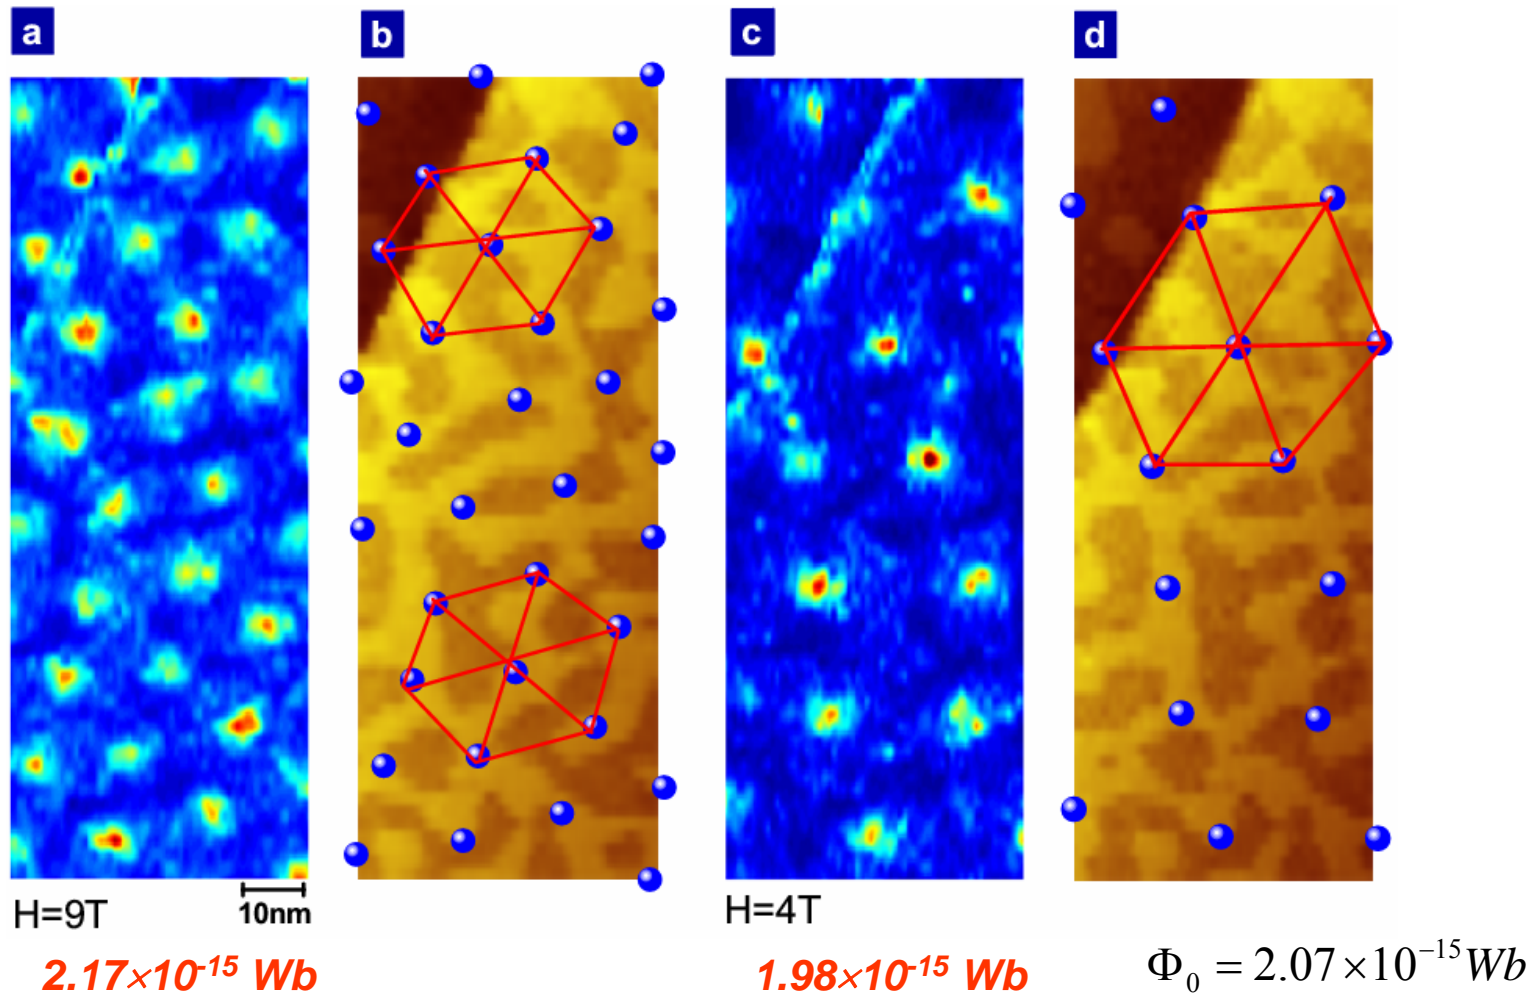 a b c d
H=9T 10nm H=4T
2.17×10⁻¹⁵ Wb 1.98×10⁻¹⁵ Wb Φ₀ = 2.07×10⁻¹⁵Wb